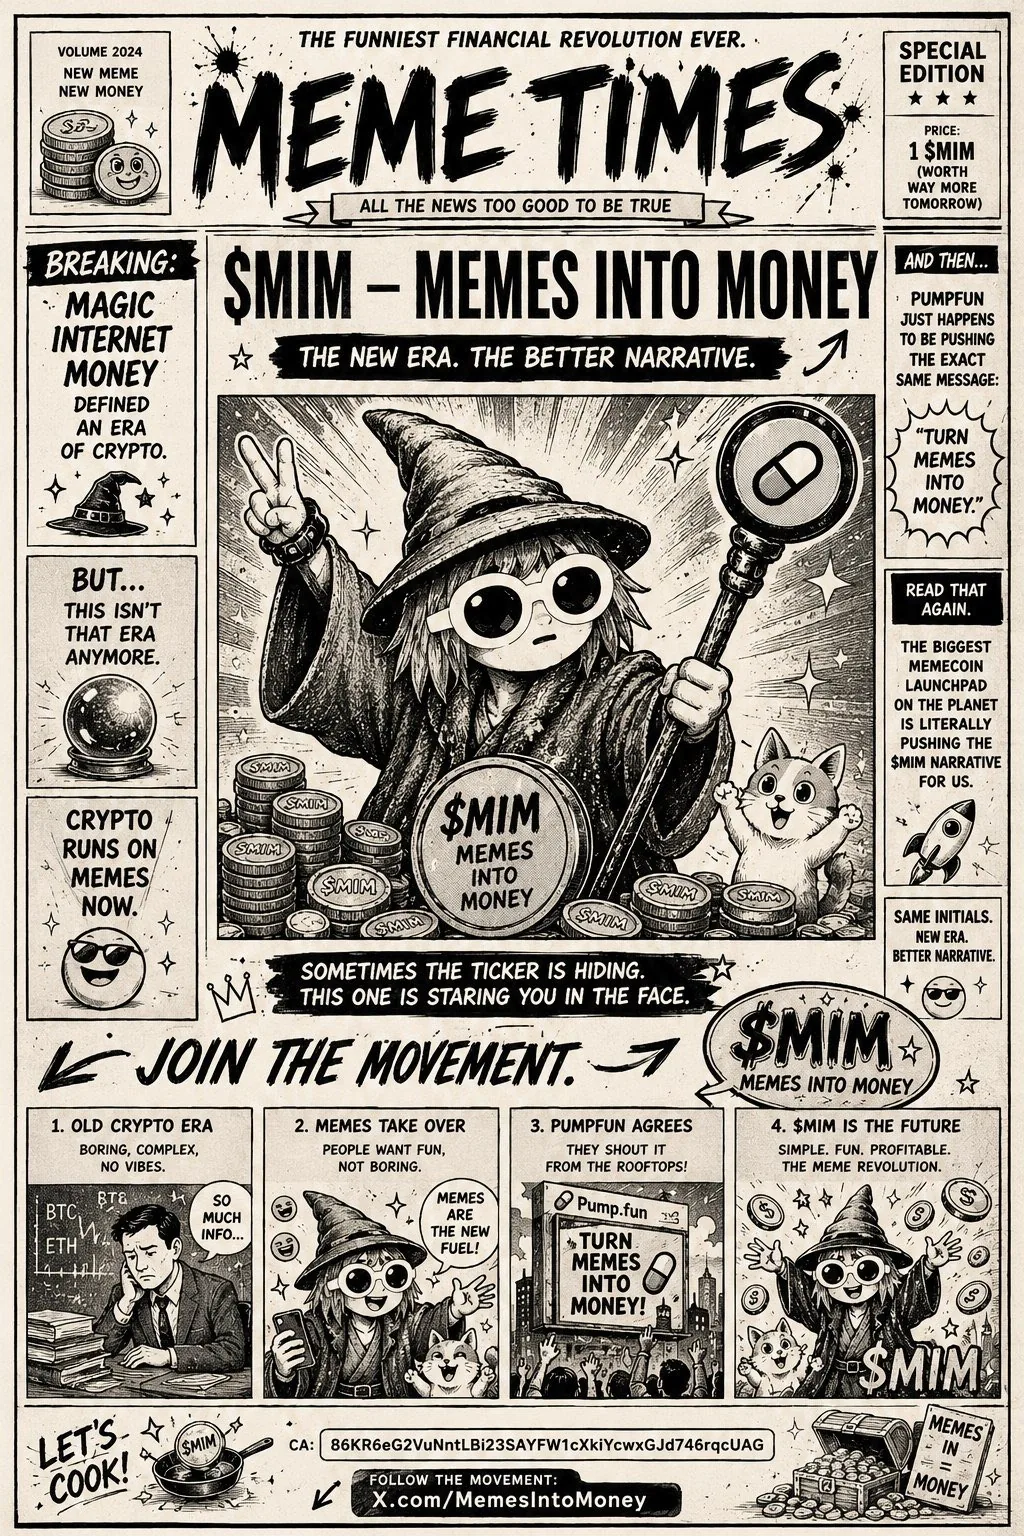 VOLUME 2024
NEW MEME
NEW MONEY
THE FUNNIEST FINANCIAL REVOLUTION EVER.
MEME TIMES
ALL THE NEWS TOO GOOD TO BE TRUE
SPECIAL
EDITION
PRICE:
1 $MIM
(WORTH
WAY MORE
TOMORROW)
BREAKING:
MAGIC
INTERNET
MONEY
DEFINED
AN ERA
OF CRYPTO.
BUT...
THIS ISN'T
THAT ERA
ANYMORE.
CRYPTO
RUNS ON
MEMES
NOW.
$MIM – MEMES INTO MONEY
THE NEW ERA. THE BETTER NARRATIVE.
$MIM
$MIM
$MIM
$MIM
$MIM
MEMES
INTO
MONEY
$MIM
$MIM
$MIM
$MIM
SOMETIMES THE TICKER IS HIDING.
THIS ONE IS STARING YOU IN THE FACE.
AND THEN...
PUMPFUN
JUST HAPPENS
TO BE PUSHING
THE EXACT
SAME MESSAGE:
"TURN
MEMES
INTO
MONEY."
READ THAT
AGAIN.
THE BIGGEST
MEMECOIN
LAUNCHPAD
ON THE PLANET
IS LITERALLY
PUSHING THE
$MIM NARRATIVE
FOR US.
SAME INITIALS.
NEW ERA.
BETTER NARRATIVE.
JOIN THE MOVEMENT.
$MIM
MEMES INTO MONEY
1. OLD CRYPTO ERA
BORING, COMPLEX,
NO VIBES.
BTC
ETH
SO
MUCH
INFO...
2. MEMES TAKE OVER
PEOPLE WANT FUN,
NOT BORING.
MEMES
ARE
THE NEW
FUEL!
3. PUMPFUN AGREES
THEY SHOUT IT
FROM THE ROOFTOPS!
Pump.fun
TURN
MEMES
INTO
MONEY!
4. $MIM IS THE FUTURE
SIMPLE. FUN. PROFITABLE.
THE MEME REVOLUTION.
$MIM
LET'S
COOK!
$MIM
CA: 86KR6eG2VuNntLBi23SAYFW1cXkiYcwxGJd746rqcUAG
FOLLOW THE MOVEMENT:
X.com/MemesIntoMoney
MEMES
IN
=
MONEY